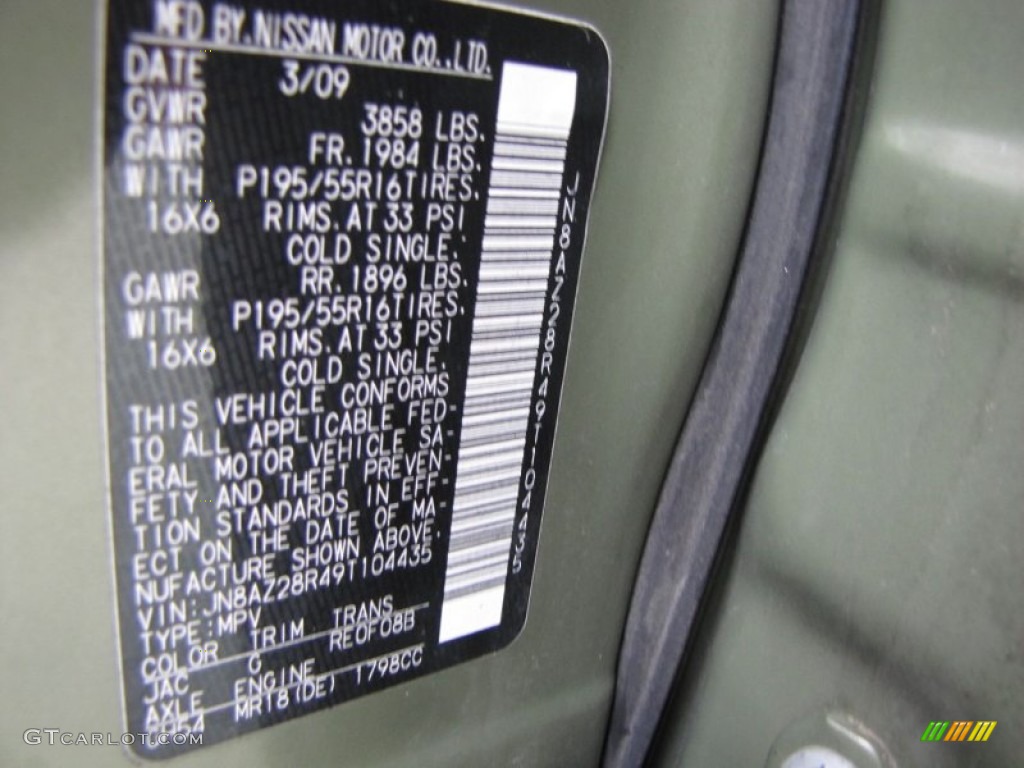 MFD BY.NISSAN MOTOR CO.,LTD.
DATE 3/09
GVWR 3858 LBS.
GAWR FR. 1984 LBS.
WITH P195/55R16TIRES.
16X6 RIMS. AT 33 PSI
COLD SINGLE.
GAWR RR. 1896 LBS.
WITH P195/55R16TIRES.
16X6 RIMS. AT 33 PSI
COLD SINGLE.
THIS VEHICLE CONFORMS
TO ALL APPLICABLE FED-
ERAL MOTOR VEHICLE SA-
FETY AND THEFT PREVEN-
TION STANDARDS IN EFF-
ECT ON THE DATE OF MA-
NUFACTURE SHOWN ABOVE.
VIN:JN8AZ28R49T104435
TYPE:MPV
COLOR TRIM TRANS
JAC G RE0F08B
AXLE ENGINE
MR18(DE) 1798CC
JN8AZ28R49T104435
GTCARLOT.COM